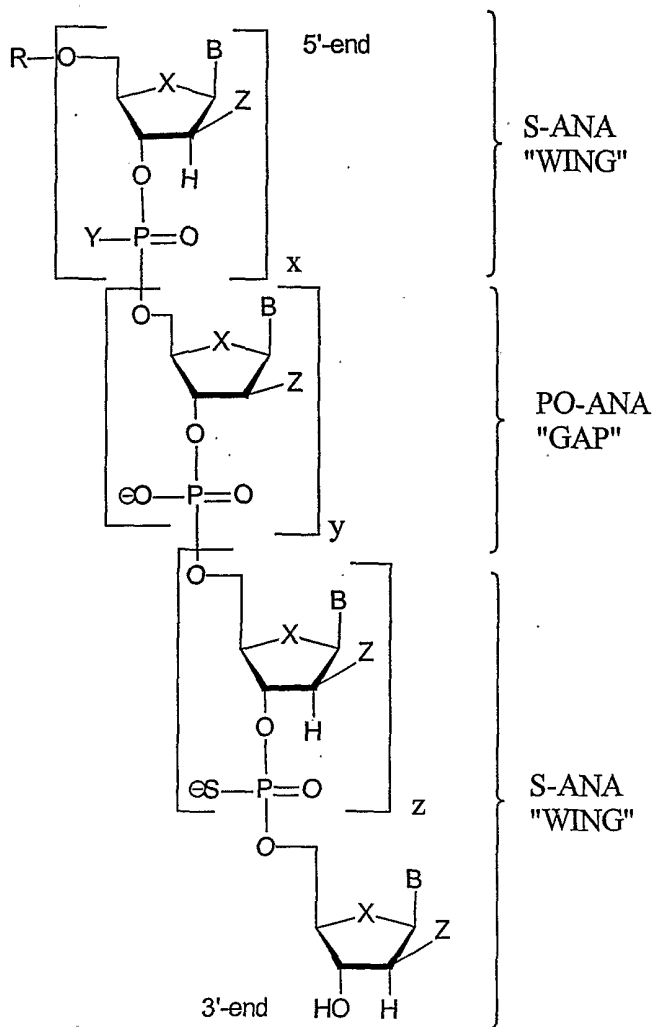 5'-end
R—O
B
X
Z
O
H
Y—P=O
x
S-ANA
"WING"
O
B
X
Z
O
⊖O—P=O
y
PO-ANA
"GAP"
O
B
X
Z
O
H
⊖S—P=O
z
O
B
X
Z
3'-end HO H
S-ANA
"WING"